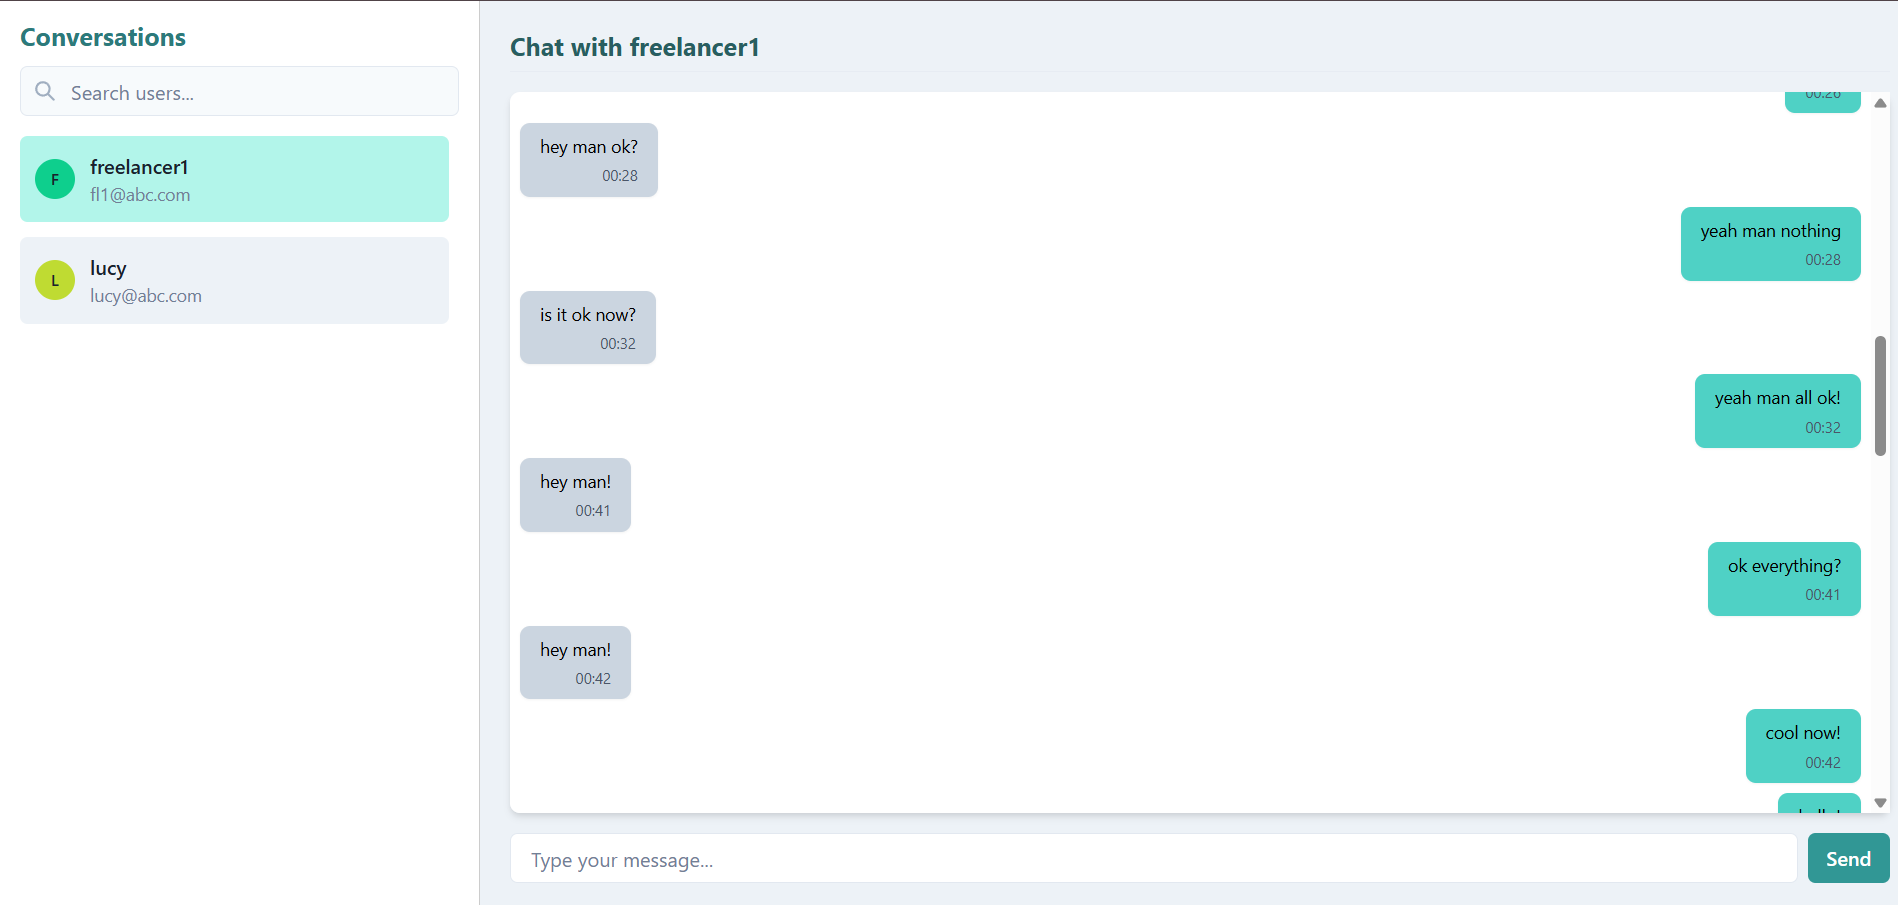 Conversations
Search users...
F
freelancer1
fl1@abc.com
L
lucy
lucy@abc.com
Chat with freelancer1
00:26
hey man ok?
00:28
yeah man nothing
00:28
is it ok now?
00:32
yeah man all ok!
00:32
hey man!
00:41
ok everything?
00:41
hey man!
00:42
cool now!
00:42
Type your message...
Send